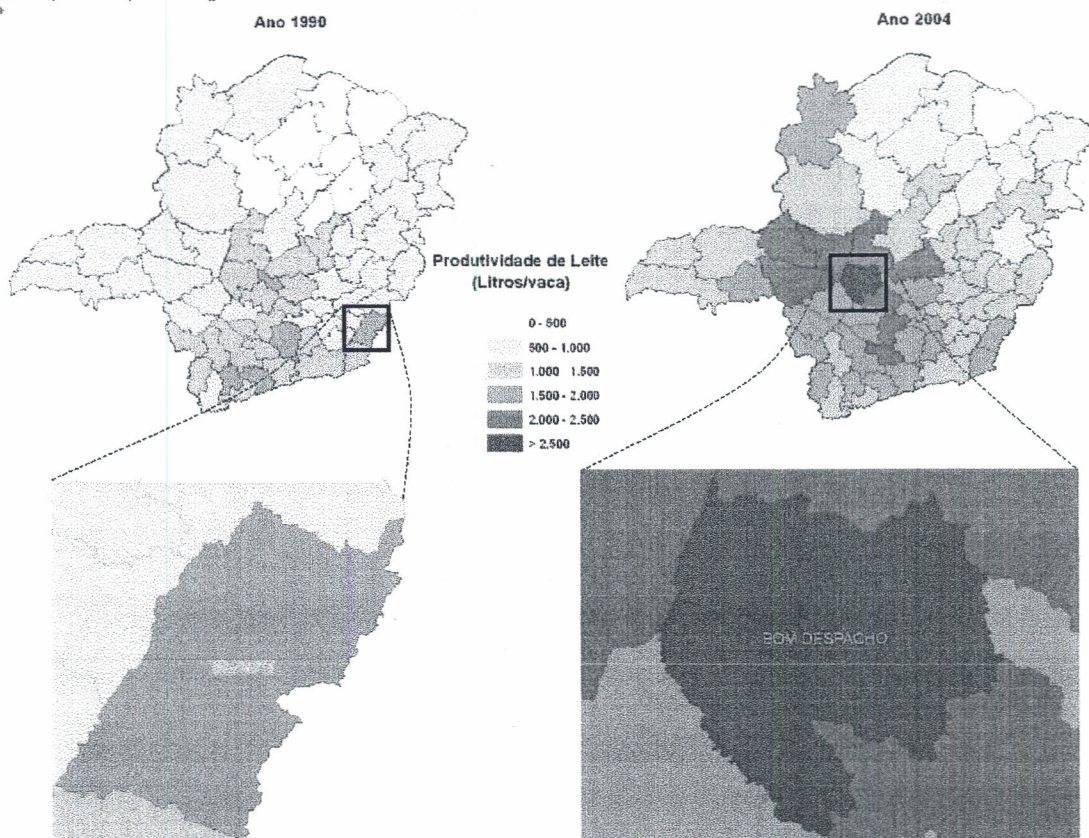 Ano 1990
Ano 2004
Produtividade de Leite
(Litros/vaca)
0 - 500
500 - 1.000
1.000 1.500
1.500 - 2.000
2.000 - 2.500
> 2.500
BOM DESPACHO